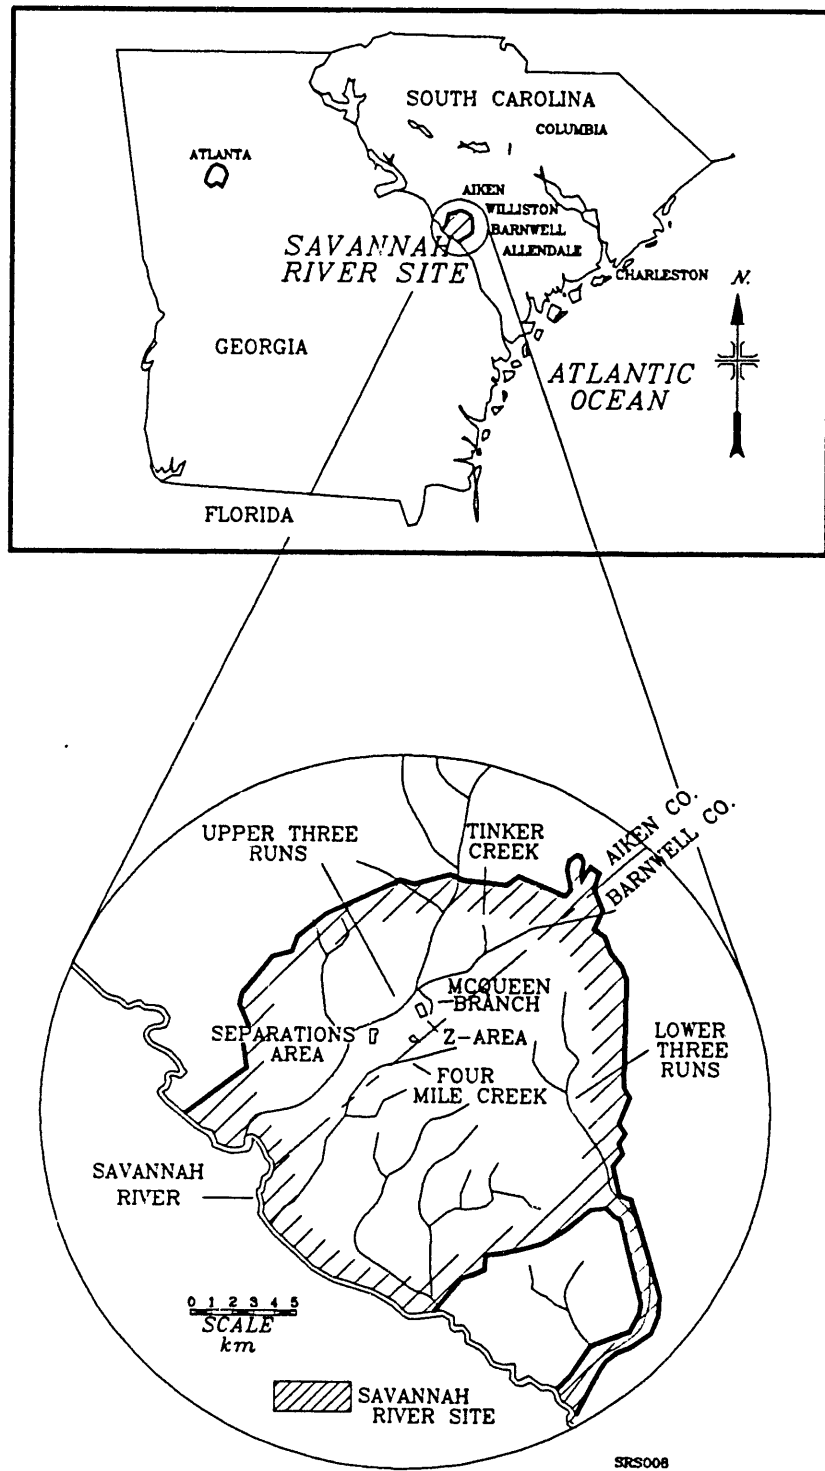 SOUTH CAROLINA
COLUMBIA
ATLANTA
AIKEN
WILLISTON
BARNWELL
ALLENDALE
SAVANNAH
RIVER SITE
CHARLESTON
N.
GEORGIA
ATLANTIC
OCEAN
FLORIDA
AIKEN CO.
BARNWELL CO.
UPPER THREE
RUNS
TINKER
CREEK
MCQUEEN
BRANCH
SEPARATIONS
AREA
Z-AREA
LOWER
THREE
RUNS
FOUR
MILE CREEK
SAVANNAH
RIVER
0 1 2 3 4 5
SCALE
km
SAVANNAH
RIVER SITE
SRS008